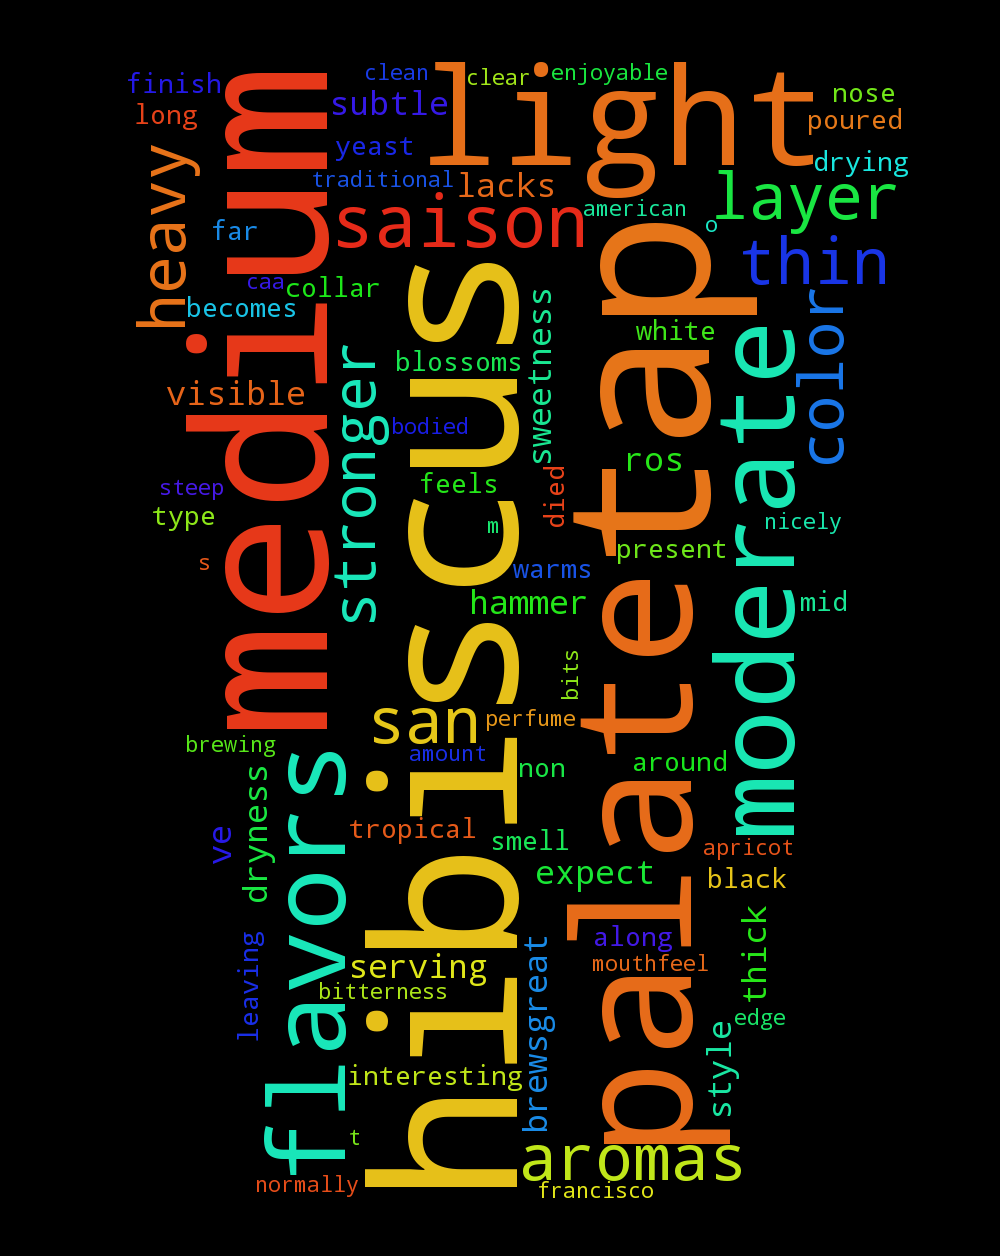 finish
clean
clear
enjoyable
light
long
subtle
nose
poured
yeast
drying
traditional
lacks
layer
heavy
medium
saison
american
o
far
thin
caa
collar
becomes
hibiscus
sweetness
white
palatetap
moderate
color
visible
stronger
blossoms
bodied
ros
steep
type
feels
died
m
nicely
s
present
warms
hammer
mid
bits
san
perfume
brewing
amount
non
around
flavors
ve
dryness
tropical
smell
apricot
expect
black
leaving
serving
along
mouthfeel
thick
bitterness
brewsgreat
edge
style
interesting
t
aromas
normally
francisco